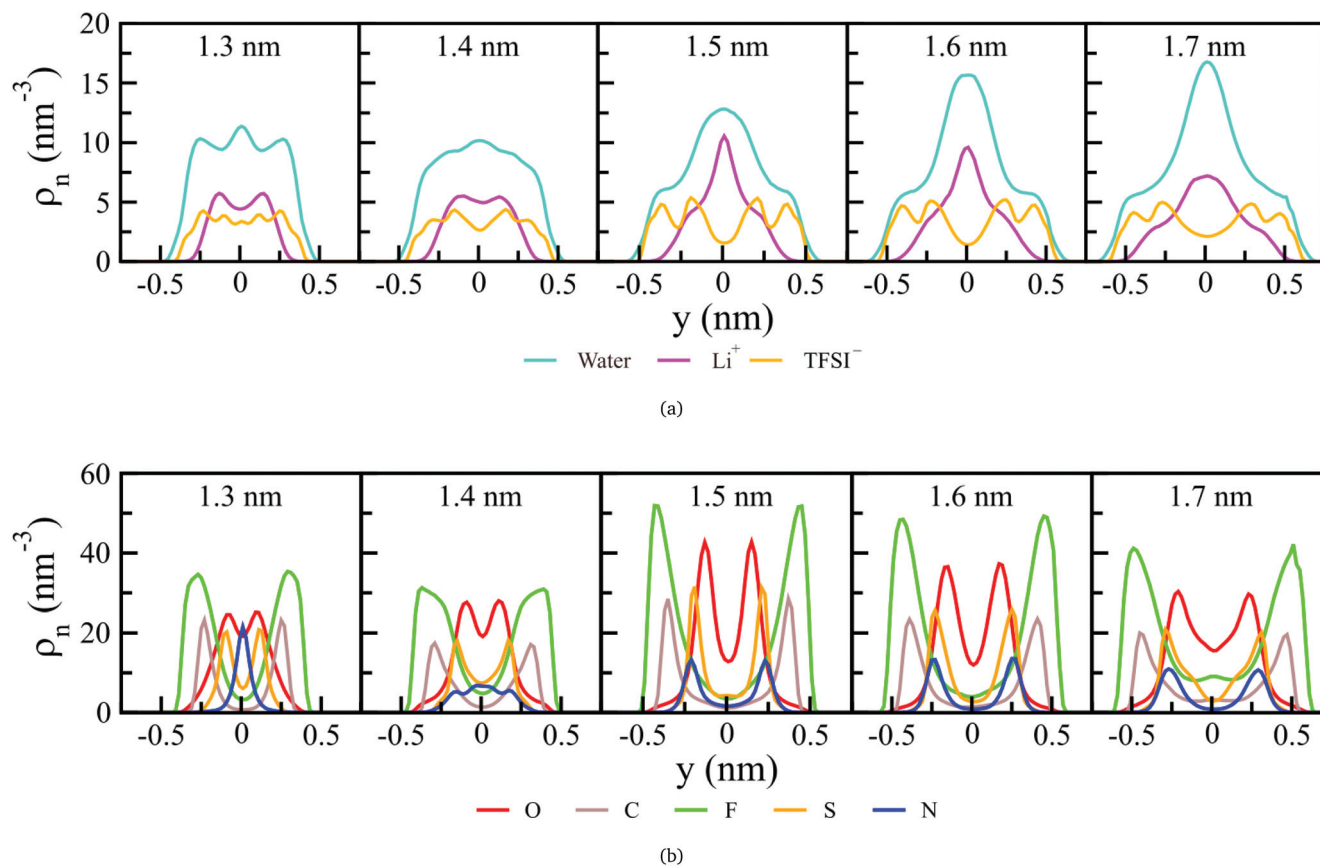 1.3 nm 1.4 nm 1.5 nm 1.6 nm 1.7 nm
20
15
10
5
0
ρn (nm−3)
-0.5 0 0.5 -0.5 0 0.5 -0.5 0 0.5 -0.5 0 0.5 -0.5 0 0.5
y (nm)
Water Li+ TFSI−
(a)
1.3 nm 1.4 nm 1.5 nm 1.6 nm 1.7 nm
60
40
20
0
ρn (nm−3)
-0.5 0 0.5 -0.5 0 0.5 -0.5 0 0.5 -0.5 0 0.5 -0.5 0 0.5
y (nm)
O C F S N
(b)